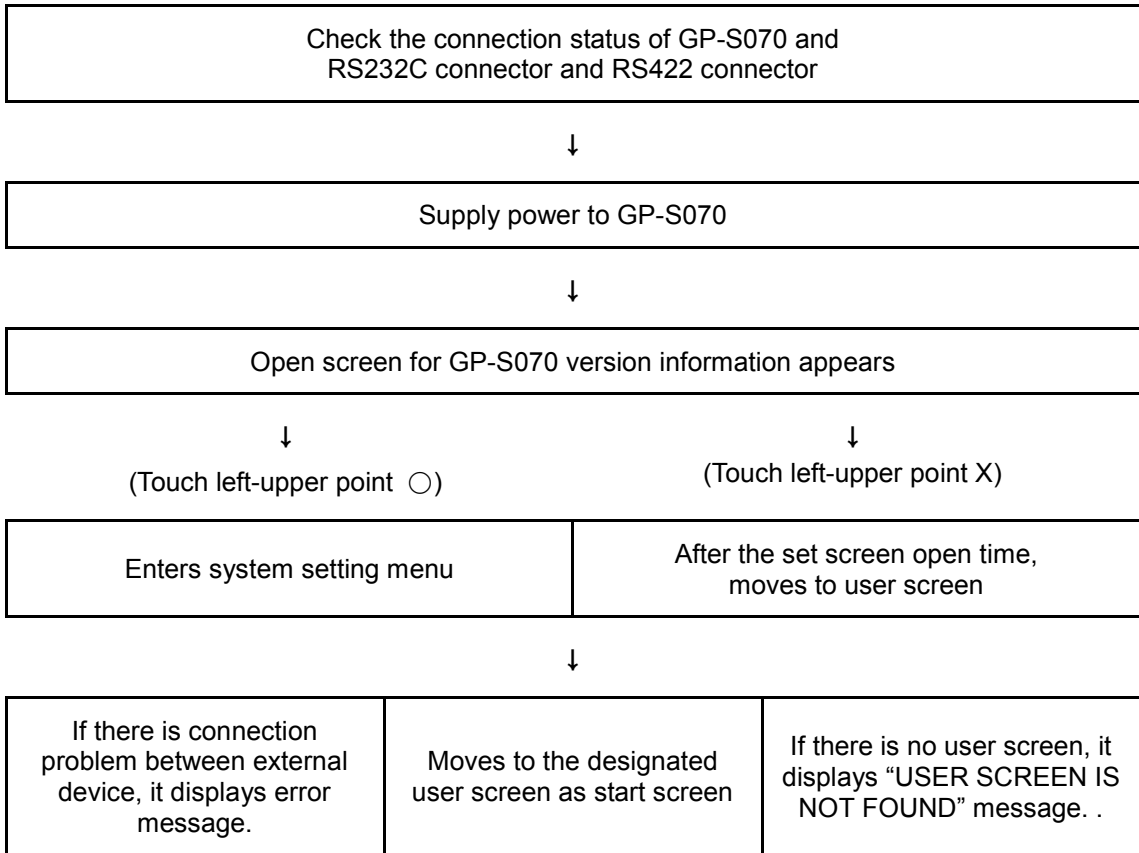 Check the connection status of GP-S070 and
RS232C connector and RS422 connector
↓
Supply power to GP-S070
↓
Open screen for GP-S070 version information appears
↓ ↓
(Touch left-upper point ○) (Touch left-upper point X)
Enters system setting menu
After the set screen open time,
moves to user screen
↓
If there is connection
problem between external
device, it displays error
message.
Moves to the designated
user screen as start screen
If there is no user screen, it
displays “USER SCREEN IS
NOT FOUND” message. .